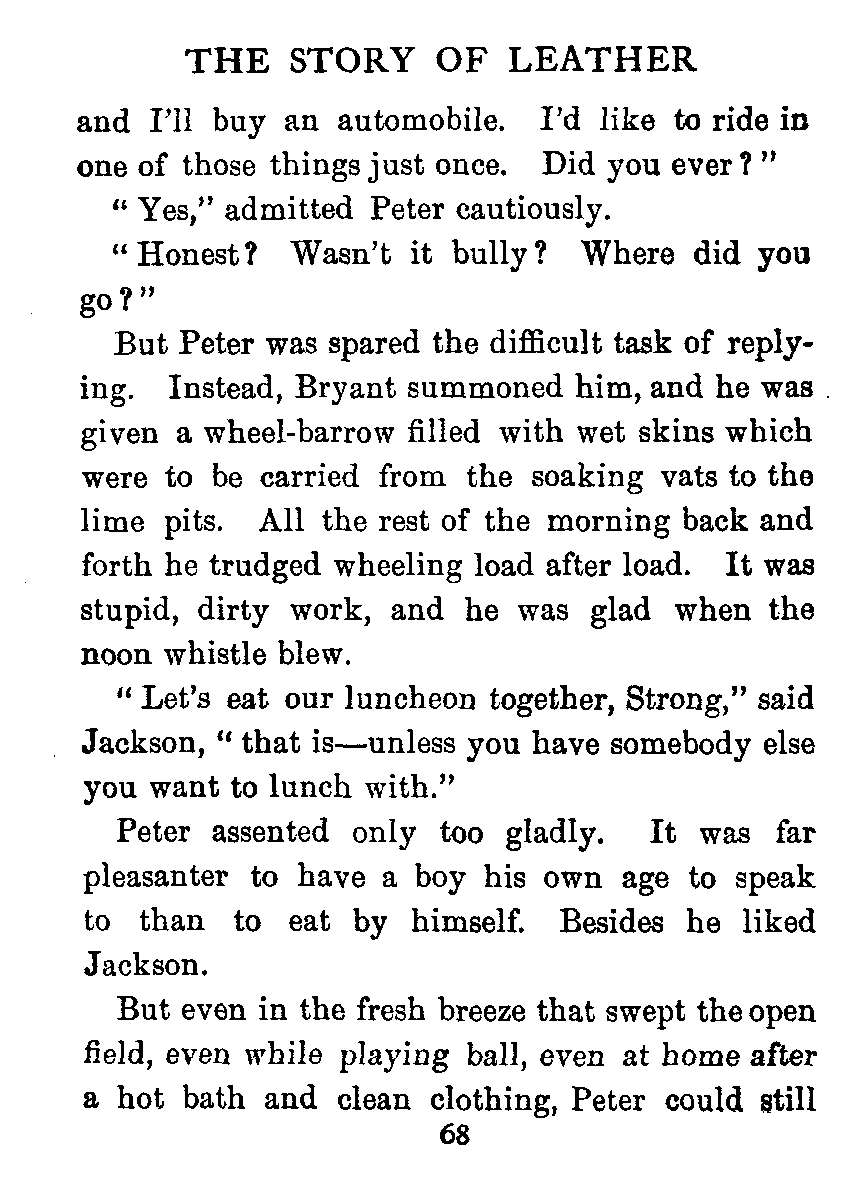 THE STORY OF LEATHER
and I'll buy an automobile. I'd like to ride in
one of those things just once. Did you ever?"
"Yes," admitted Peter cautiously.
"Honest? Wasn't it bully? Where did you
go?"
But Peter was spared the difficult task of reply-
ing. Instead, Bryant summoned him, and he was
given a wheel-barrow filled with wet skins which
were to be carried from the soaking vats to the
lime pits. All the rest of the morning back and
forth he trudged wheeling load after load. It was
stupid, dirty work, and he was glad when the
noon whistle blew.
"Let's eat our luncheon together, Strong," said
Jackson, "that is—unless you have somebody else
you want to lunch with."
Peter assented only too gladly. It was far
pleasanter to have a boy his own age to speak
to than to eat by himself. Besides he liked
Jackson.
But even in the fresh breeze that swept the open
field, even while playing ball, even at home after
a hot bath and clean clothing, Peter could still
68